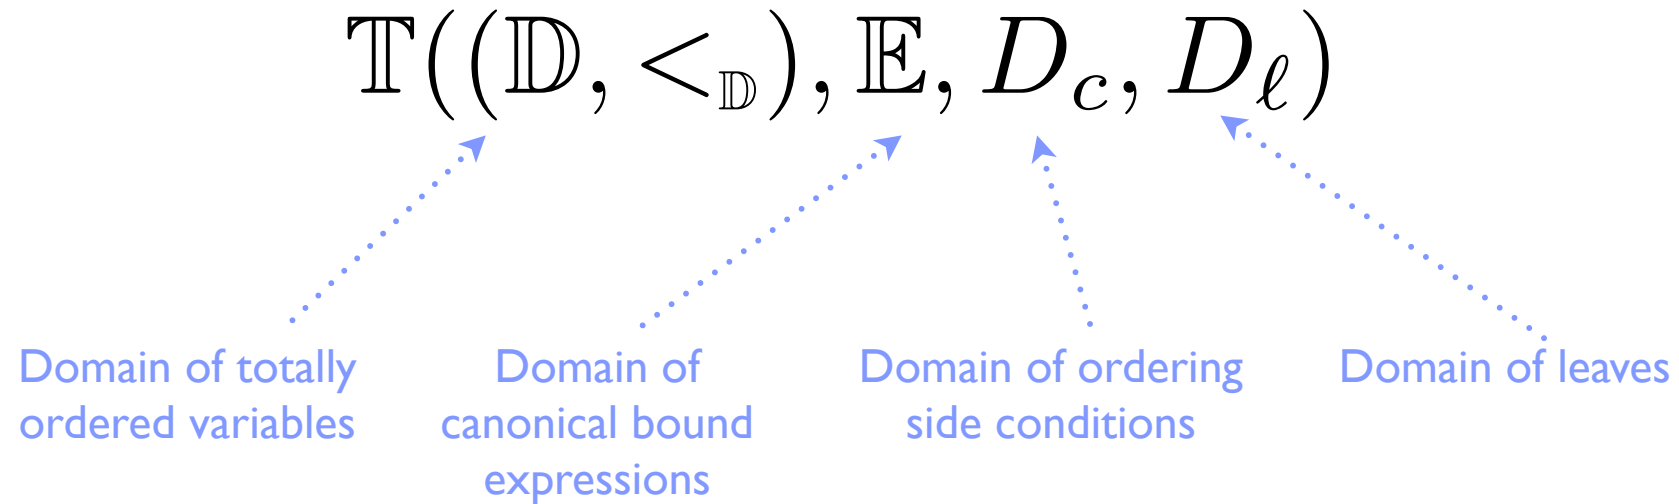 𝕋((𝔻, <_𝔻), 𝔼, D_c, D_ℓ)
Domain of totally
ordered variables
Domain of
canonical bound
expressions
Domain of ordering
side conditions
Domain of leaves